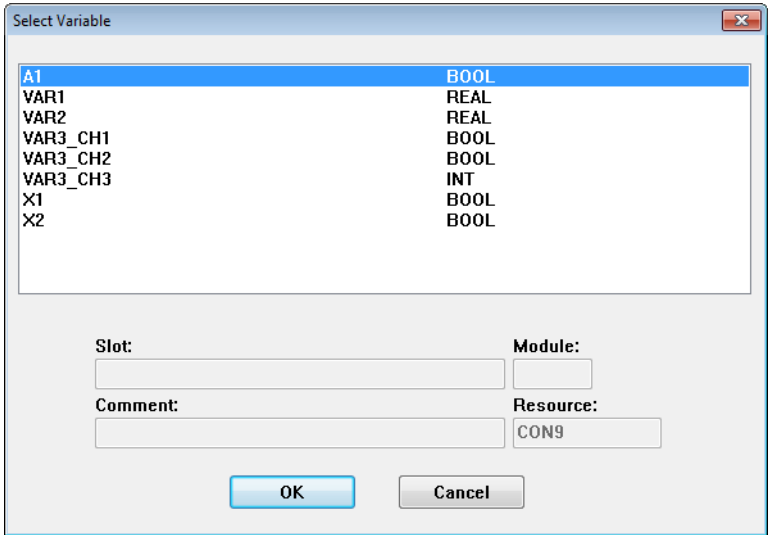 Select Variable
A1 BOOL
VAR1 REAL
VAR2 REAL
VAR3_CH1 BOOL
VAR3_CH2 BOOL
VAR3_CH3 INT
X1 BOOL
X2 BOOL
Slot: Module:
Comment: Resource:
CON9
OK Cancel